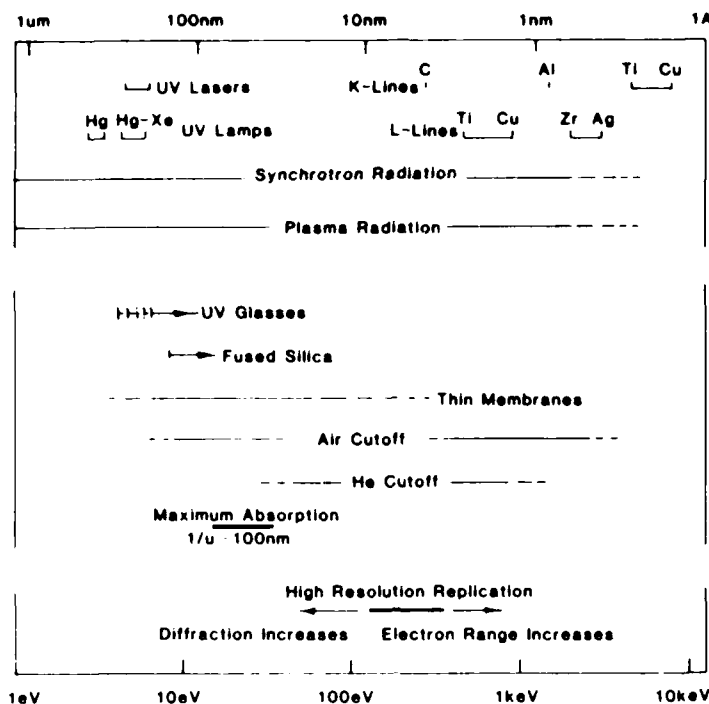 1um 100nm 10nm 1nm 1A
C Al Ti Cu
UV Lasers K-Lines
Hg Hg-Xe UV Lamps L-Lines Ti Cu Zr Ag
Synchrotron Radiation
Plasma Radiation
UV Glasses
Fused Silica
Thin Membranes
Air Cutoff
He Cutoff
Maximum Absorption
1/u - 100nm
High Resolution Replication
Diffraction Increases Electron Range Increases
1eV 10eV 100eV 1keV 10keV